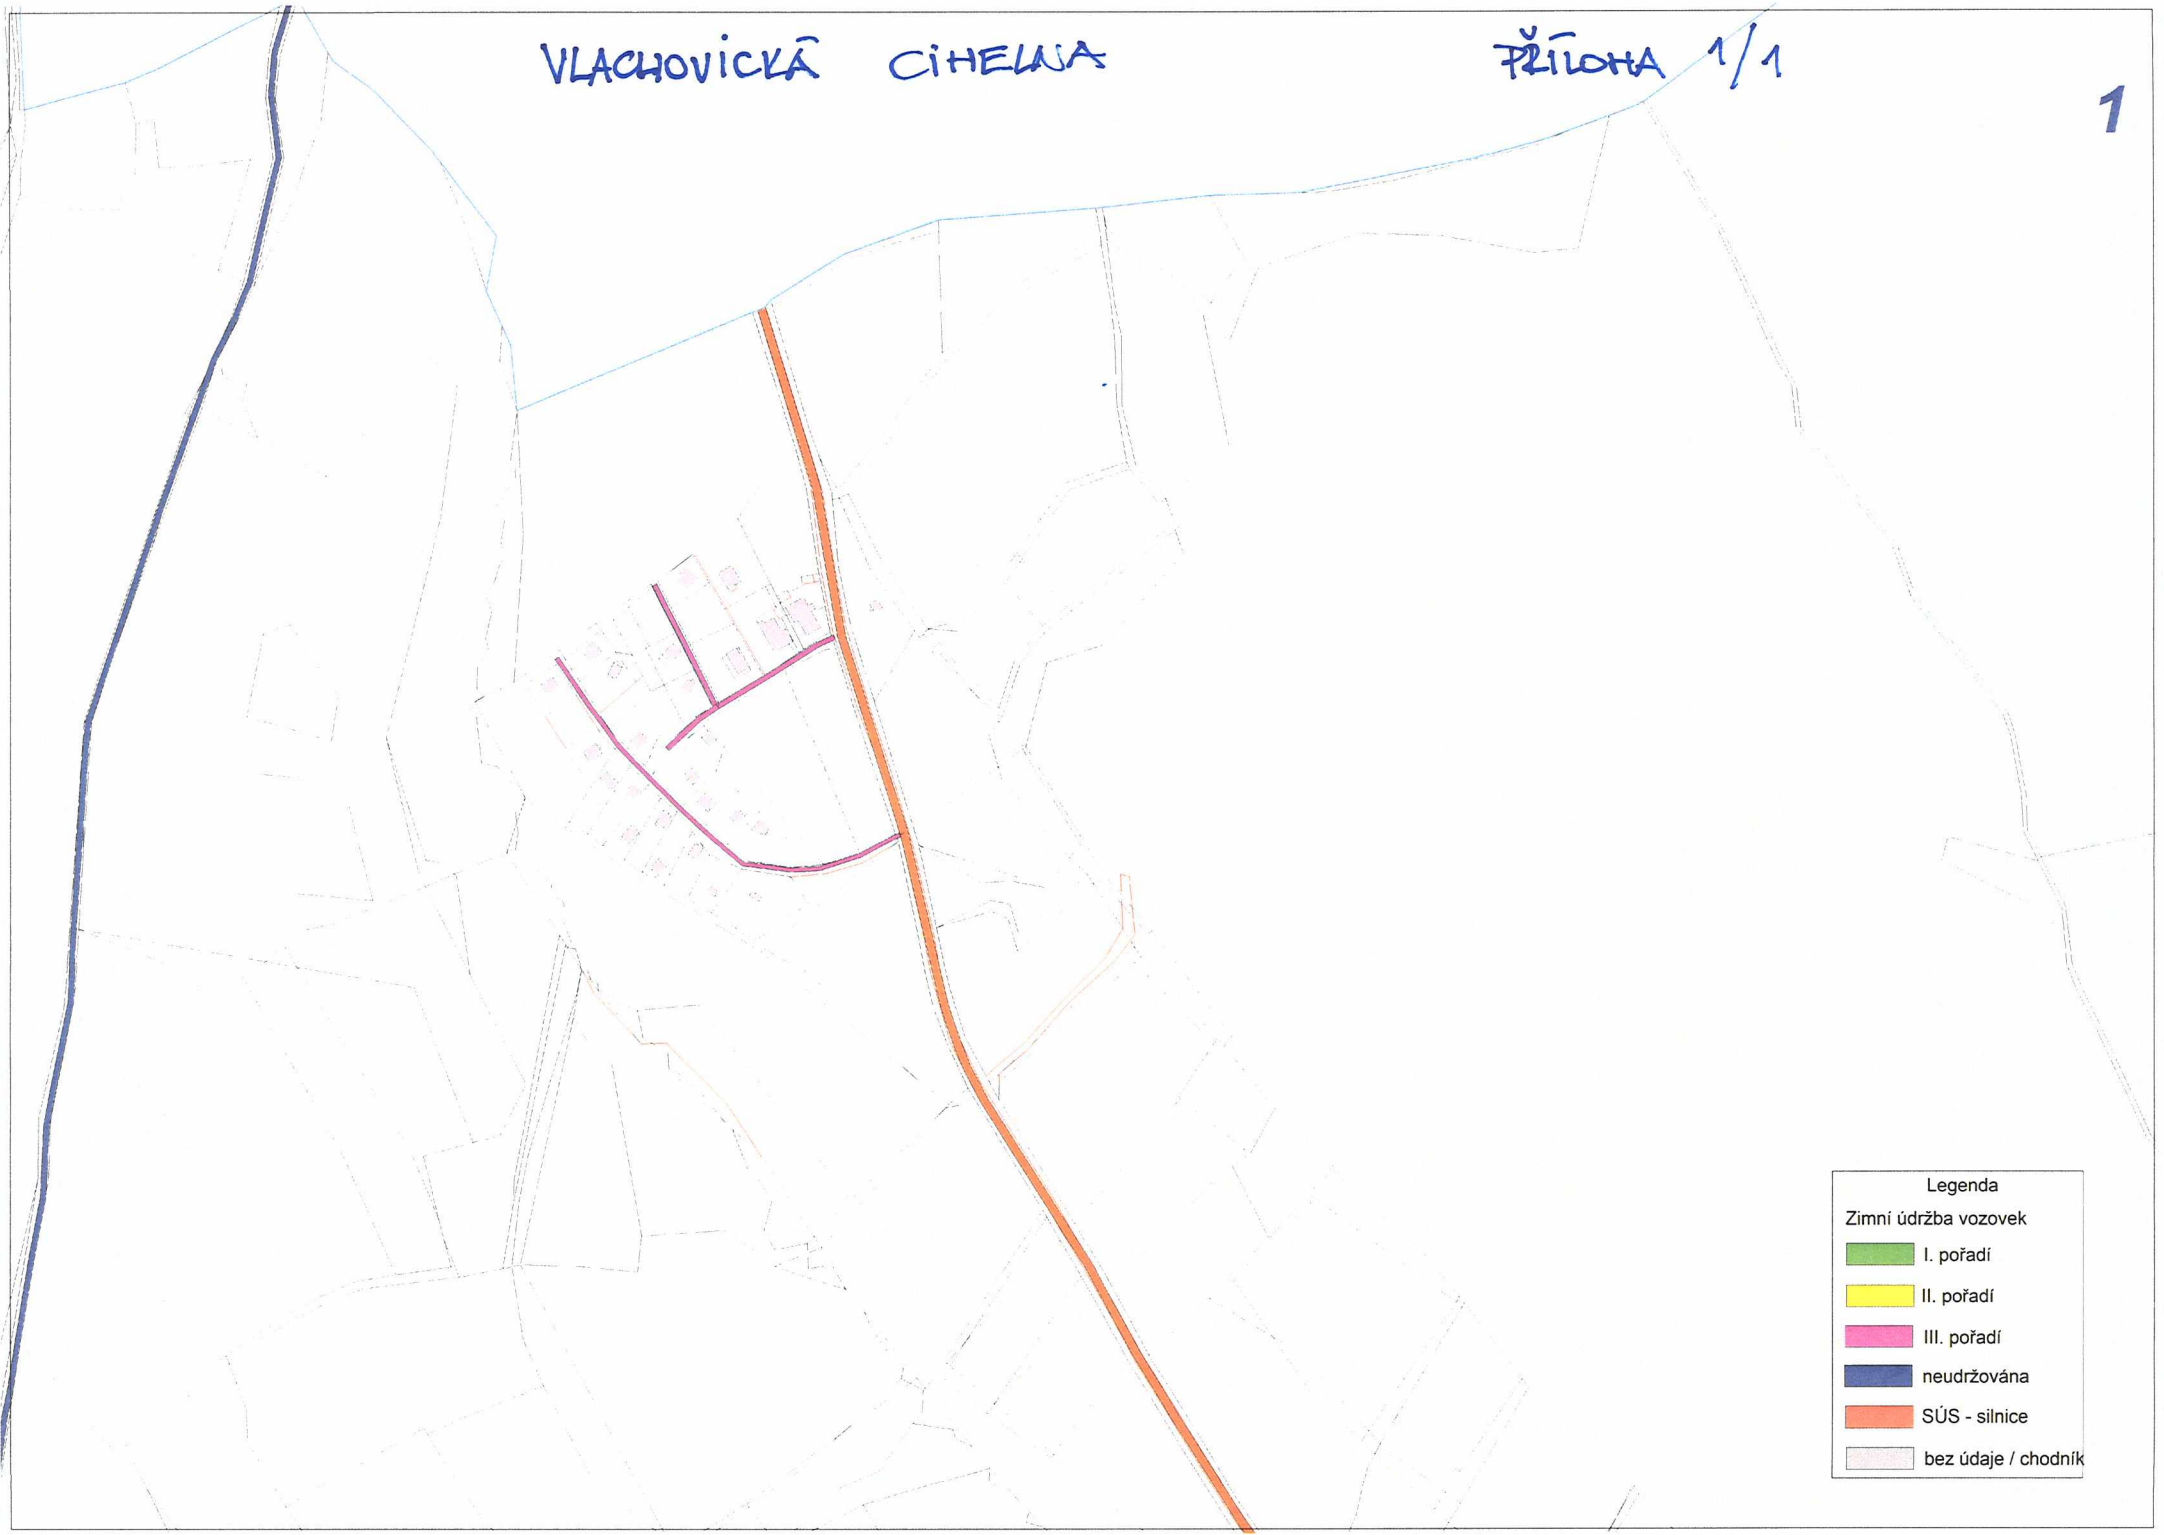 VLACHOVICKÁ CIHELNA
PŘÍLOHA 1/1
1
Legenda
Zimní údržba vozovek
I. pořadí
II. pořadí
III. pořadí
neudržována
SÚS - silnice
bez údaje / chodník